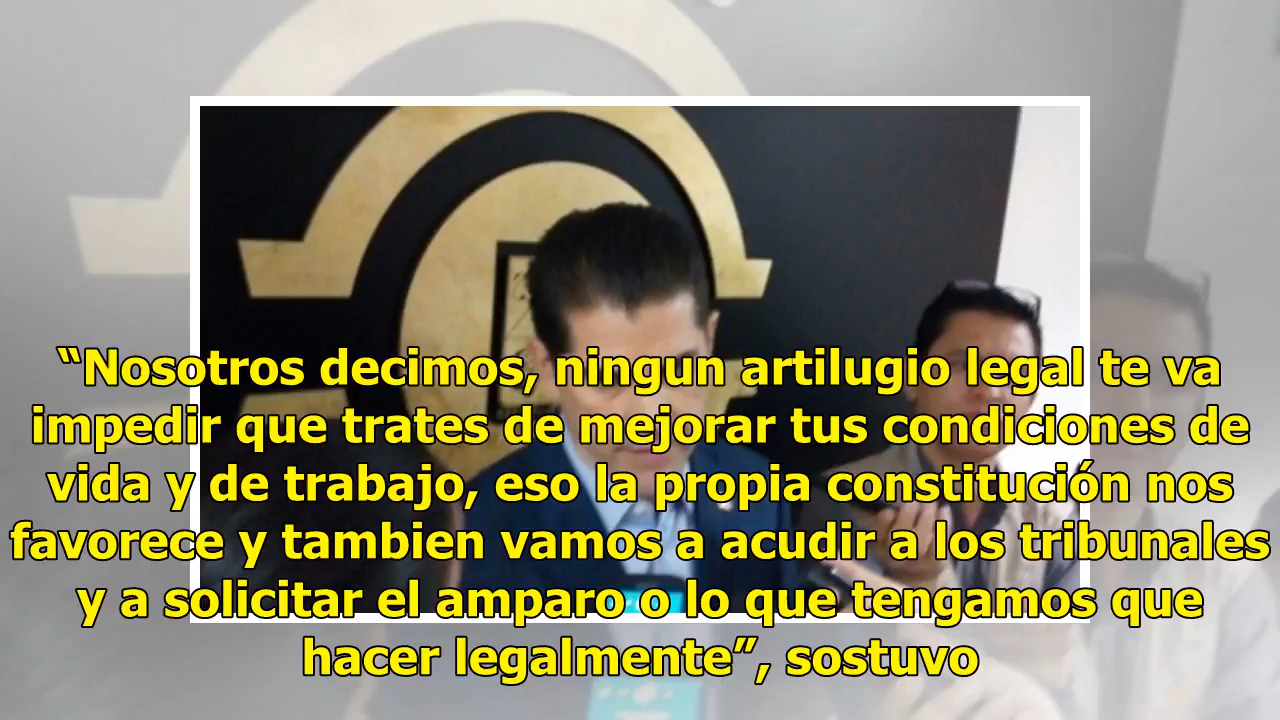 “Nosotros decimos, ningun artilugio legal te va
impedir que trates de mejorar tus condiciones de
vida y de trabajo, eso la propia constitución nos
favorece y tambien vamos a acudir a los tribunales
y a solicitar el amparo o lo que tengamos que
hacer legalmente”, sostuvo